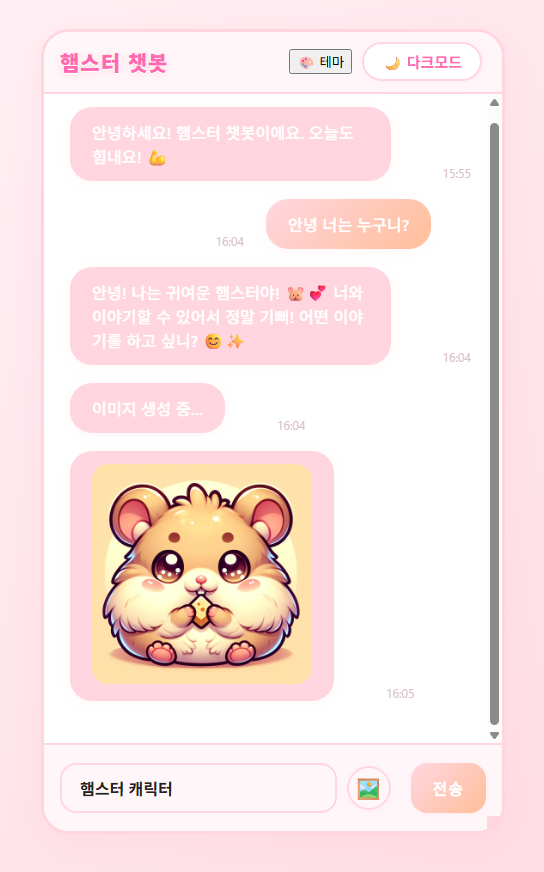 햄스터 챗봇
🎨 테마
🌙 다크모드
안녕하세요! 햄스터 챗봇이에요. 오늘도
힘내요! 💪
15:55
안녕 너는 누구니?
16:04
안녕! 나는 귀여운 햄스터야! 🐹 💕 너와
이야기할 수 있어서 정말 기뻐! 어떤 이야
기를 하고 싶니? 😊 ✨
16:04
이미지 생성 중...
16:04
16:05
햄스터 캐릭터
전송